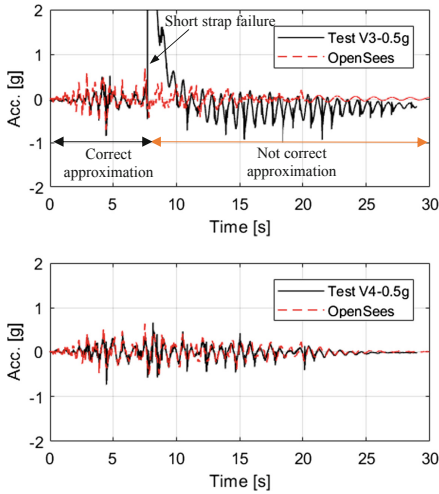 Short strap failure
Test V3-0.5g
OpenSees
2
1
0
-1
-2
Acc. [g]
Correct
approximation
Not correct
approximation
0 5 10 15 20 25 30
Time [s]
Test V4-0.5g
OpenSees
2
1
0
-1
-2
Acc. [g]
0 5 10 15 20 25 30
Time [s]